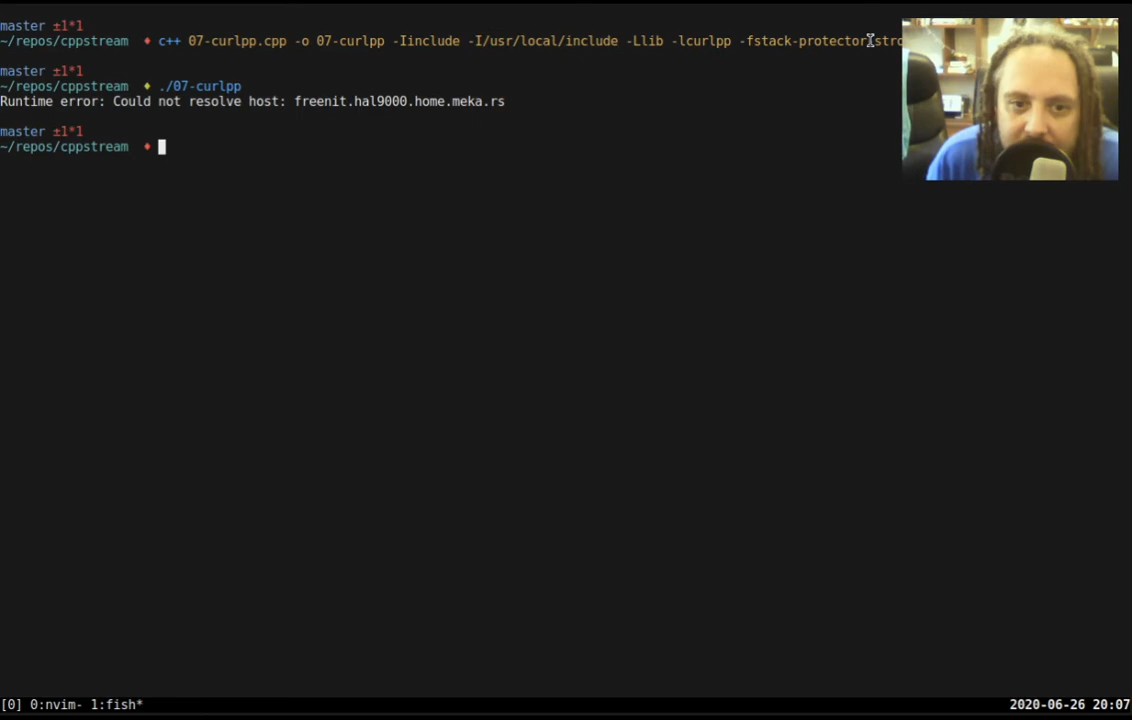 master ±1*1
~/repos/cppstream ♦ c++ 07-curlpp.cpp -o 07-curlpp -Iinclude -I/usr/local/include -Llib -lcurlpp -fstack-protector-stro
master ±1*1
~/repos/cppstream ♦ ./07-curlpp
Runtime error: Could not resolve host: freenit.hal9000.home.meka.rs
master ±1*1
~/repos/cppstream ♦
[0] 0:nvim- 1:fish* 2020-06-26 20:07